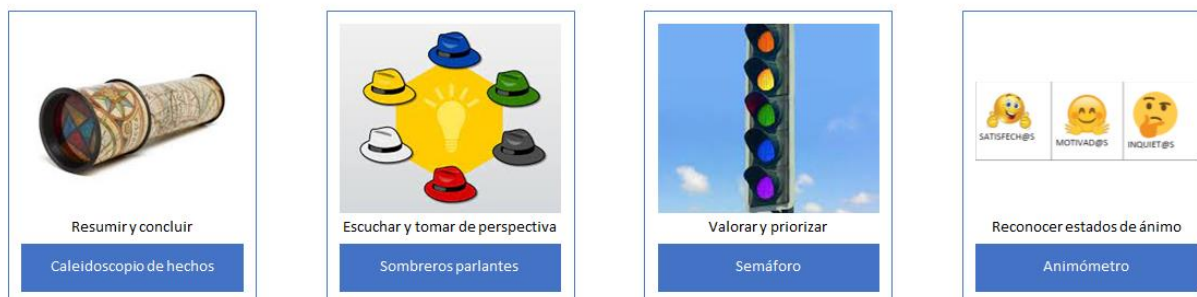 SATISFECH@S
MOTIVAD@S
INQUIET@S
Resumir y concluir
Escuchar y tomar de perspectiva
Valorar y priorizar
Reconocer estados de ánimo
Caleidoscopio de hechos
Sombreros parlantes
Semáforo
Animómetro